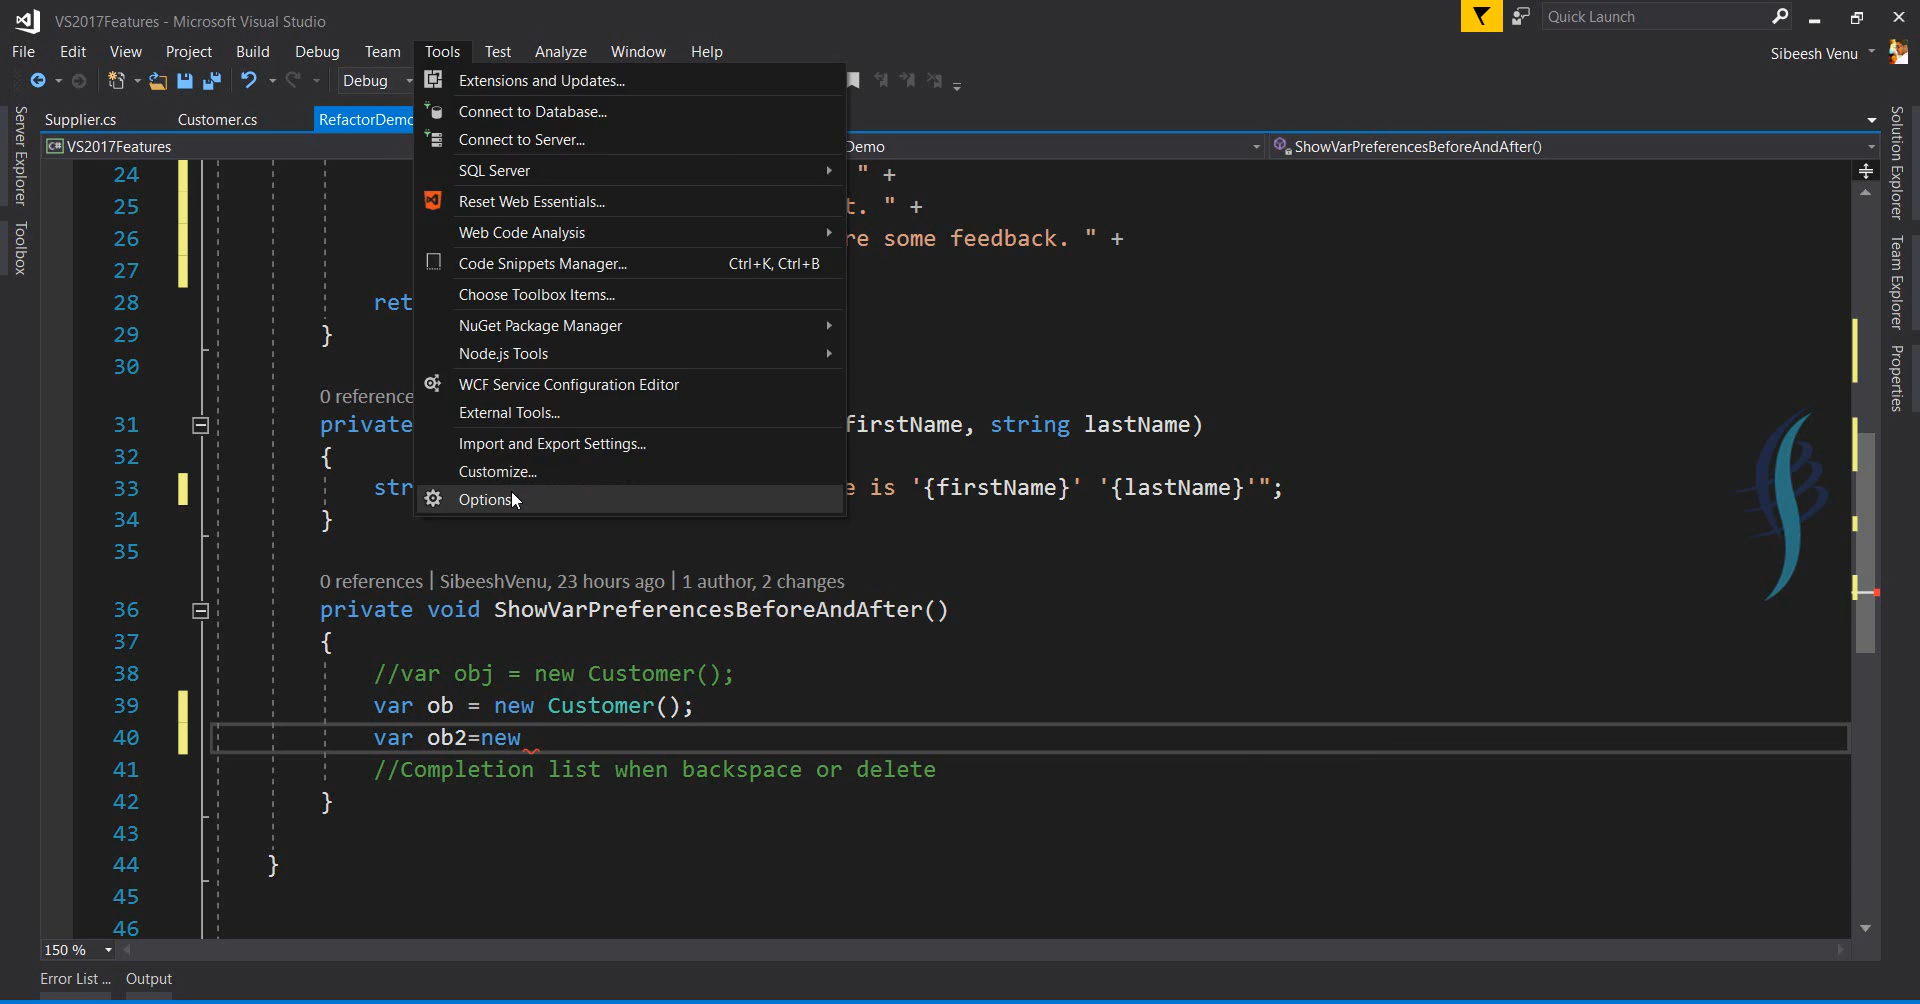 VS2017Features - Microsoft Visual Studio
Quick Launch
File Edit View Project Build Debug Team Tools Test Analyze Window Help
Sibeesh Venu
Debug
Supplier.cs Customer.cs RefactorDemo
VS2017Features
Demo
ShowVarPreferencesBeforeAndAfter()
Server Explorer
Toolbox
Solution Explorer
Team Explorer
Properties
Extensions and Updates...
Connect to Database...
Connect to Server...
SQL Server
Reset Web Essentials...
Web Code Analysis
Code Snippets Manager... Ctrl+K, Ctrl+B
Choose Toolbox Items...
NuGet Package Manager
Node.js Tools
WCF Service Configuration Editor
External Tools...
Import and Export Settings...
Customize...
Options
24 " +
25 t. " +
26 re some feedback. " +
27
28 ret
29 }
30
0 reference
31 private firstName, string lastName)
32 {
33 str e is '{firstName}' '{lastName}'";
34 }
35
0 references | SibeeshVenu, 23 hours ago | 1 author, 2 changes
36 private void ShowVarPreferencesBeforeAndAfter()
37 {
38 //var obj = new Customer();
39 var ob = new Customer();
40 var ob2=new
41 //Completion list when backspace or delete
42 }
43
44 }
45
46
150 %
Error List ... Output